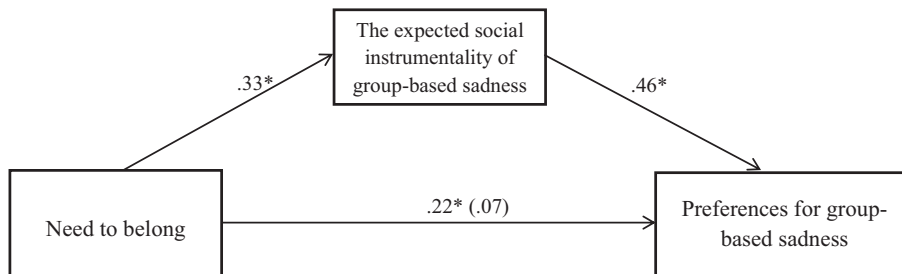 The expected social
instrumentality of
group-based sadness
.33*
.46*
.22* (.07)
Need to belong
Preferences for group-
based sadness